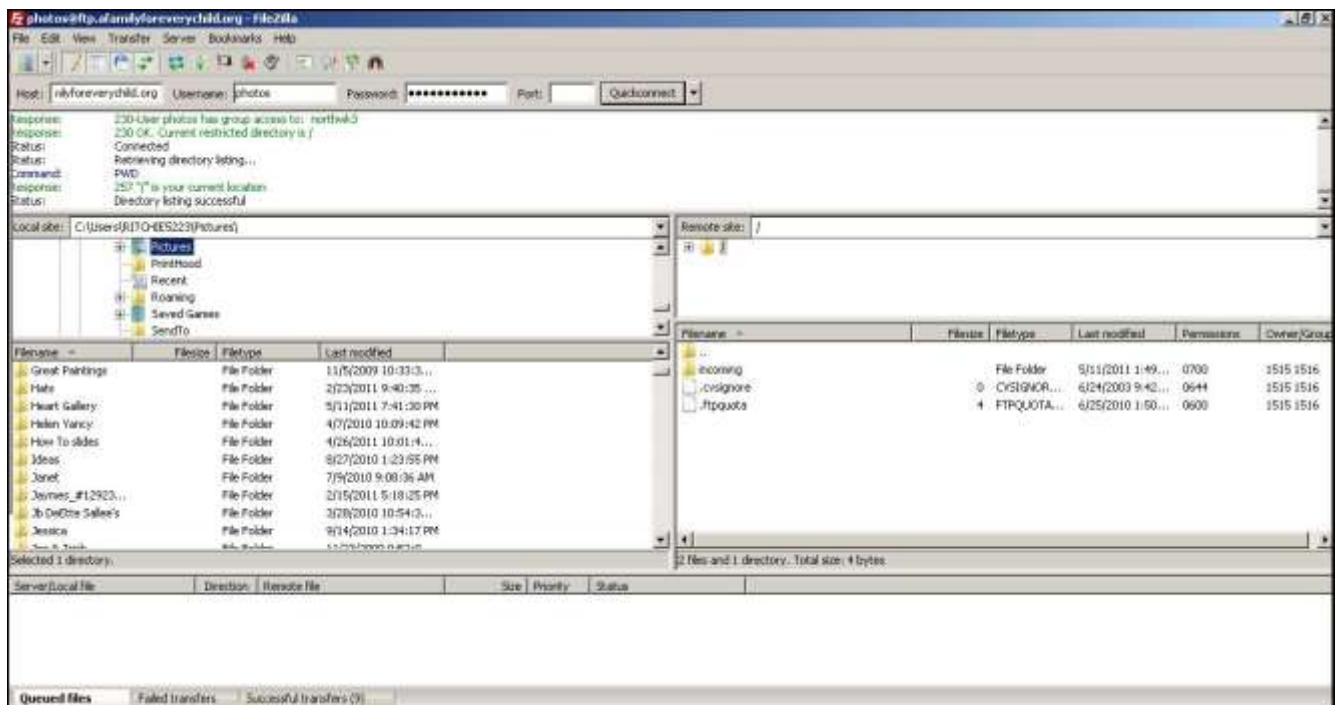 photos@ftp.afamilyforeverychild.org - FileZilla
File Edit View Transfer Server Bookmarks Help
Host: nilyforeverychild.org Username: photos Password: ●●●●●●●●●●● Port: Quickconnect
Response: 230-User photos has group access to: northwk5
Response: 230 OK. Current restricted directory is /
Status: Connected
Status: Retrieving directory listing...
Command: PWD
Response: 257 "/" is your current location
Status: Directory listing successful
Local site: C:\Users\RITCHIES223\Pictures\
Remote site: /
Pictures
/
PrintHood
Recent
Roaming
Saved Games
SendTo
Filename Filesize Filetype Last modified
Great Paintings File Folder 11/5/2009 10:33:3...
Hats File Folder 2/23/2011 9:40:35 ...
Heart Gallery File Folder 5/11/2011 7:41:30 PM
Helen Yancy File Folder 4/7/2010 10:09:42 PM
How To slides File Folder 4/26/2011 10:01:4...
Ideas File Folder 8/27/2010 1:23:55 PM
Janet File Folder 7/9/2010 9:08:36 AM
Jaymes_#12923... File Folder 2/15/2011 5:18:25 PM
Jb DeEtte Sallee's File Folder 3/28/2010 10:54:3...
Jessica File Folder 9/14/2010 1:34:17 PM
Selected 1 directory.
Filename Filesize Filetype Last modified Permissions Owner/Group
..
incoming File Folder 5/11/2011 1:49... 0700 1515 1516
.cvsignore 0 CVSIGNOR... 6/24/2003 9:42... 0644 1515 1516
.ftpquota 4 FTPQUOTA... 6/25/2010 1:50... 0600 1515 1516
2 files and 1 directory. Total size: 4 bytes
Server/Local file Direction Remote file Size Priority Status
Queued files Failed transfers Successful transfers (9)